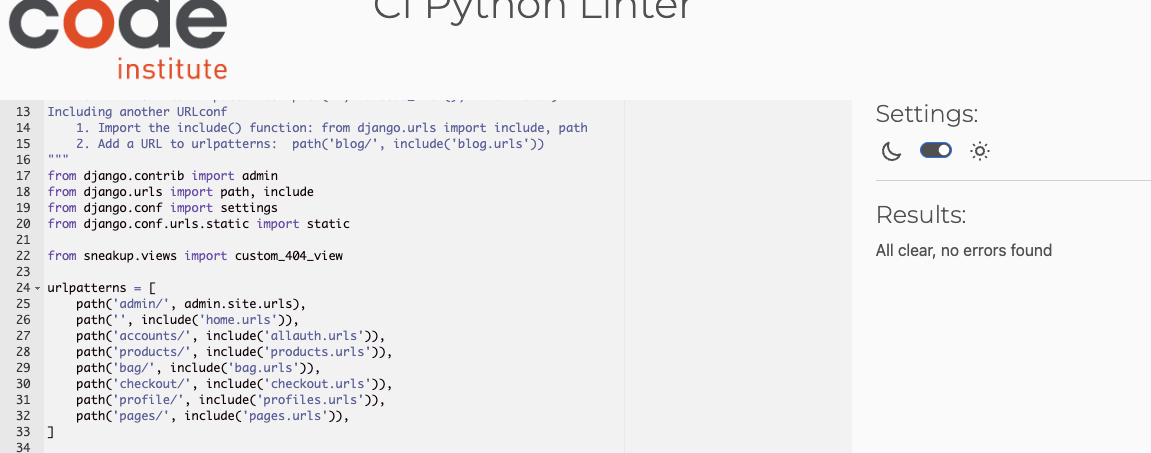 CI Python Linter
code
institute
13 Including another URLconf
14     1. Import the include() function: from django.urls import include, path
15     2. Add a URL to urlpatterns:  path('blog/', include('blog.urls'))
16 """
17 from django.contrib import admin
18 from django.urls import path, include
19 from django.conf import settings
20 from django.conf.urls.static import static
21
22 from sneakup.views import custom_404_view
23
24 urlpatterns = [
25     path('admin/', admin.site.urls),
26     path('', include('home.urls')),
27     path('accounts/', include('allauth.urls')),
28     path('products/', include('products.urls')),
29     path('bag/', include('bag.urls')),
30     path('checkout/', include('checkout.urls')),
31     path('profile/', include('profiles.urls')),
32     path('pages/', include('pages.urls')),
33 ]
34
Settings:
Results:
All clear, no errors found